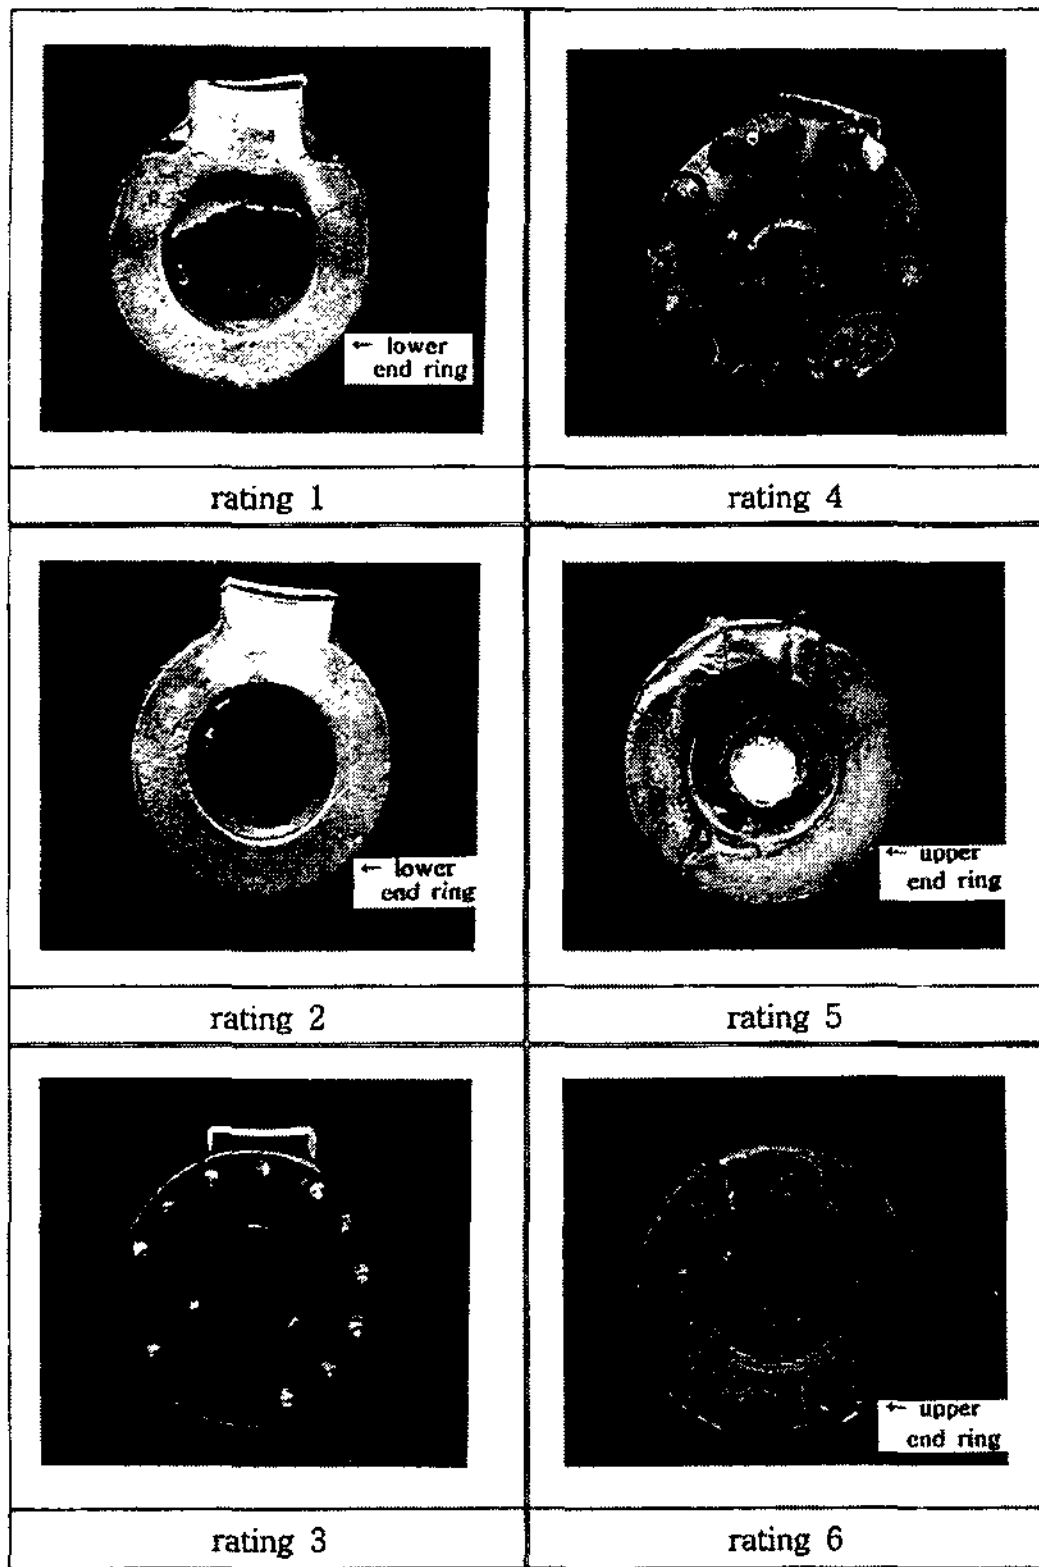 ← lower
end ring
rating 1
rating 4
← lower
end ring
← upper
end ring
rating 2
rating 5
← upper
end ring
rating 3
rating 6